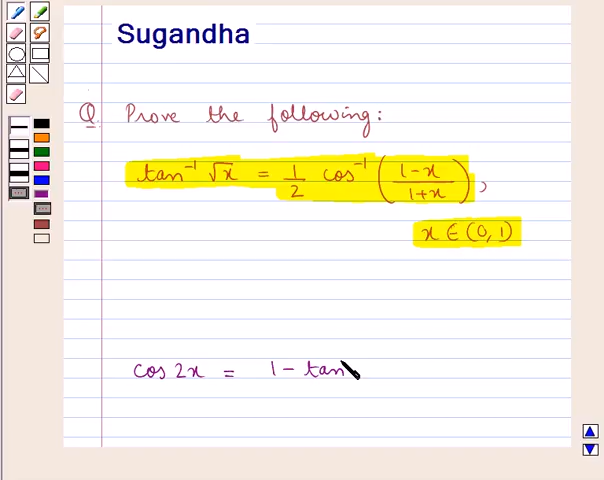 Sugandha
Q. Prove the following:
tan⁻¹ √x = 1/2 cos⁻¹ ((1-x)/(1+x)),
x ∈ (0, 1)
cos 2x = 1 - tan